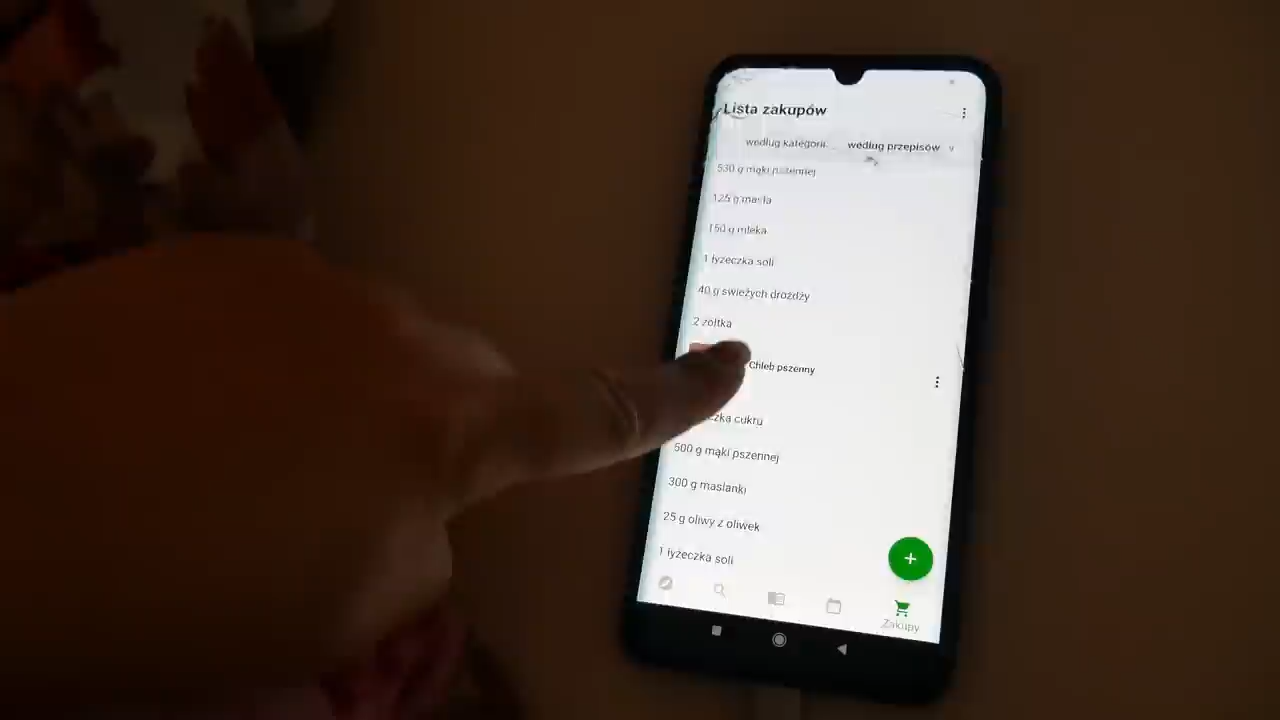 Lista zakupów
według kategorii... według przepisów
530 g mąki pszennej
125 g masła
150 g mleka
1 łyżeczka soli
40 g świeżych drożdży
2 żółtka
Chleb pszenny
cukru
500 g mąki pszennej
300 g maślanki
25 g oliwy z oliwek
1 łyżeczka soli
Zakupy